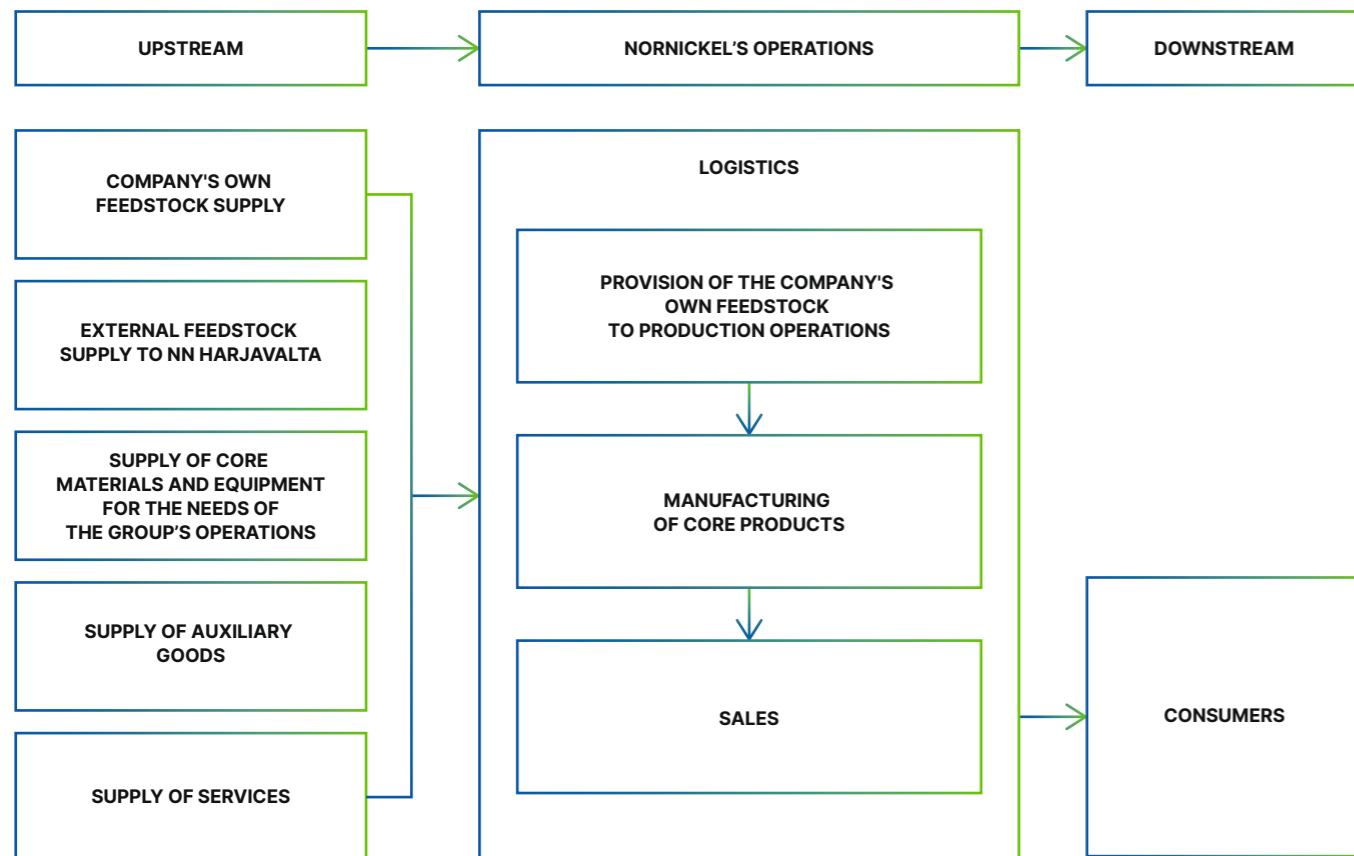 UPSTREAM
NORNICKEL’S OPERATIONS
DOWNSTREAM
COMPANY'S OWN
FEEDSTOCK SUPPLY
EXTERNAL FEEDSTOCK
SUPPLY TO NN HARJAVALTA
SUPPLY OF CORE
MATERIALS AND EQUIPMENT
FOR THE NEEDS OF
THE GROUP’S OPERATIONS
SUPPLY OF AUXILIARY
GOODS
SUPPLY OF SERVICES
LOGISTICS
PROVISION OF THE COMPANY'S
OWN FEEDSTOCK
TO PRODUCTION OPERATIONS
MANUFACTURING
OF CORE PRODUCTS
SALES
CONSUMERS